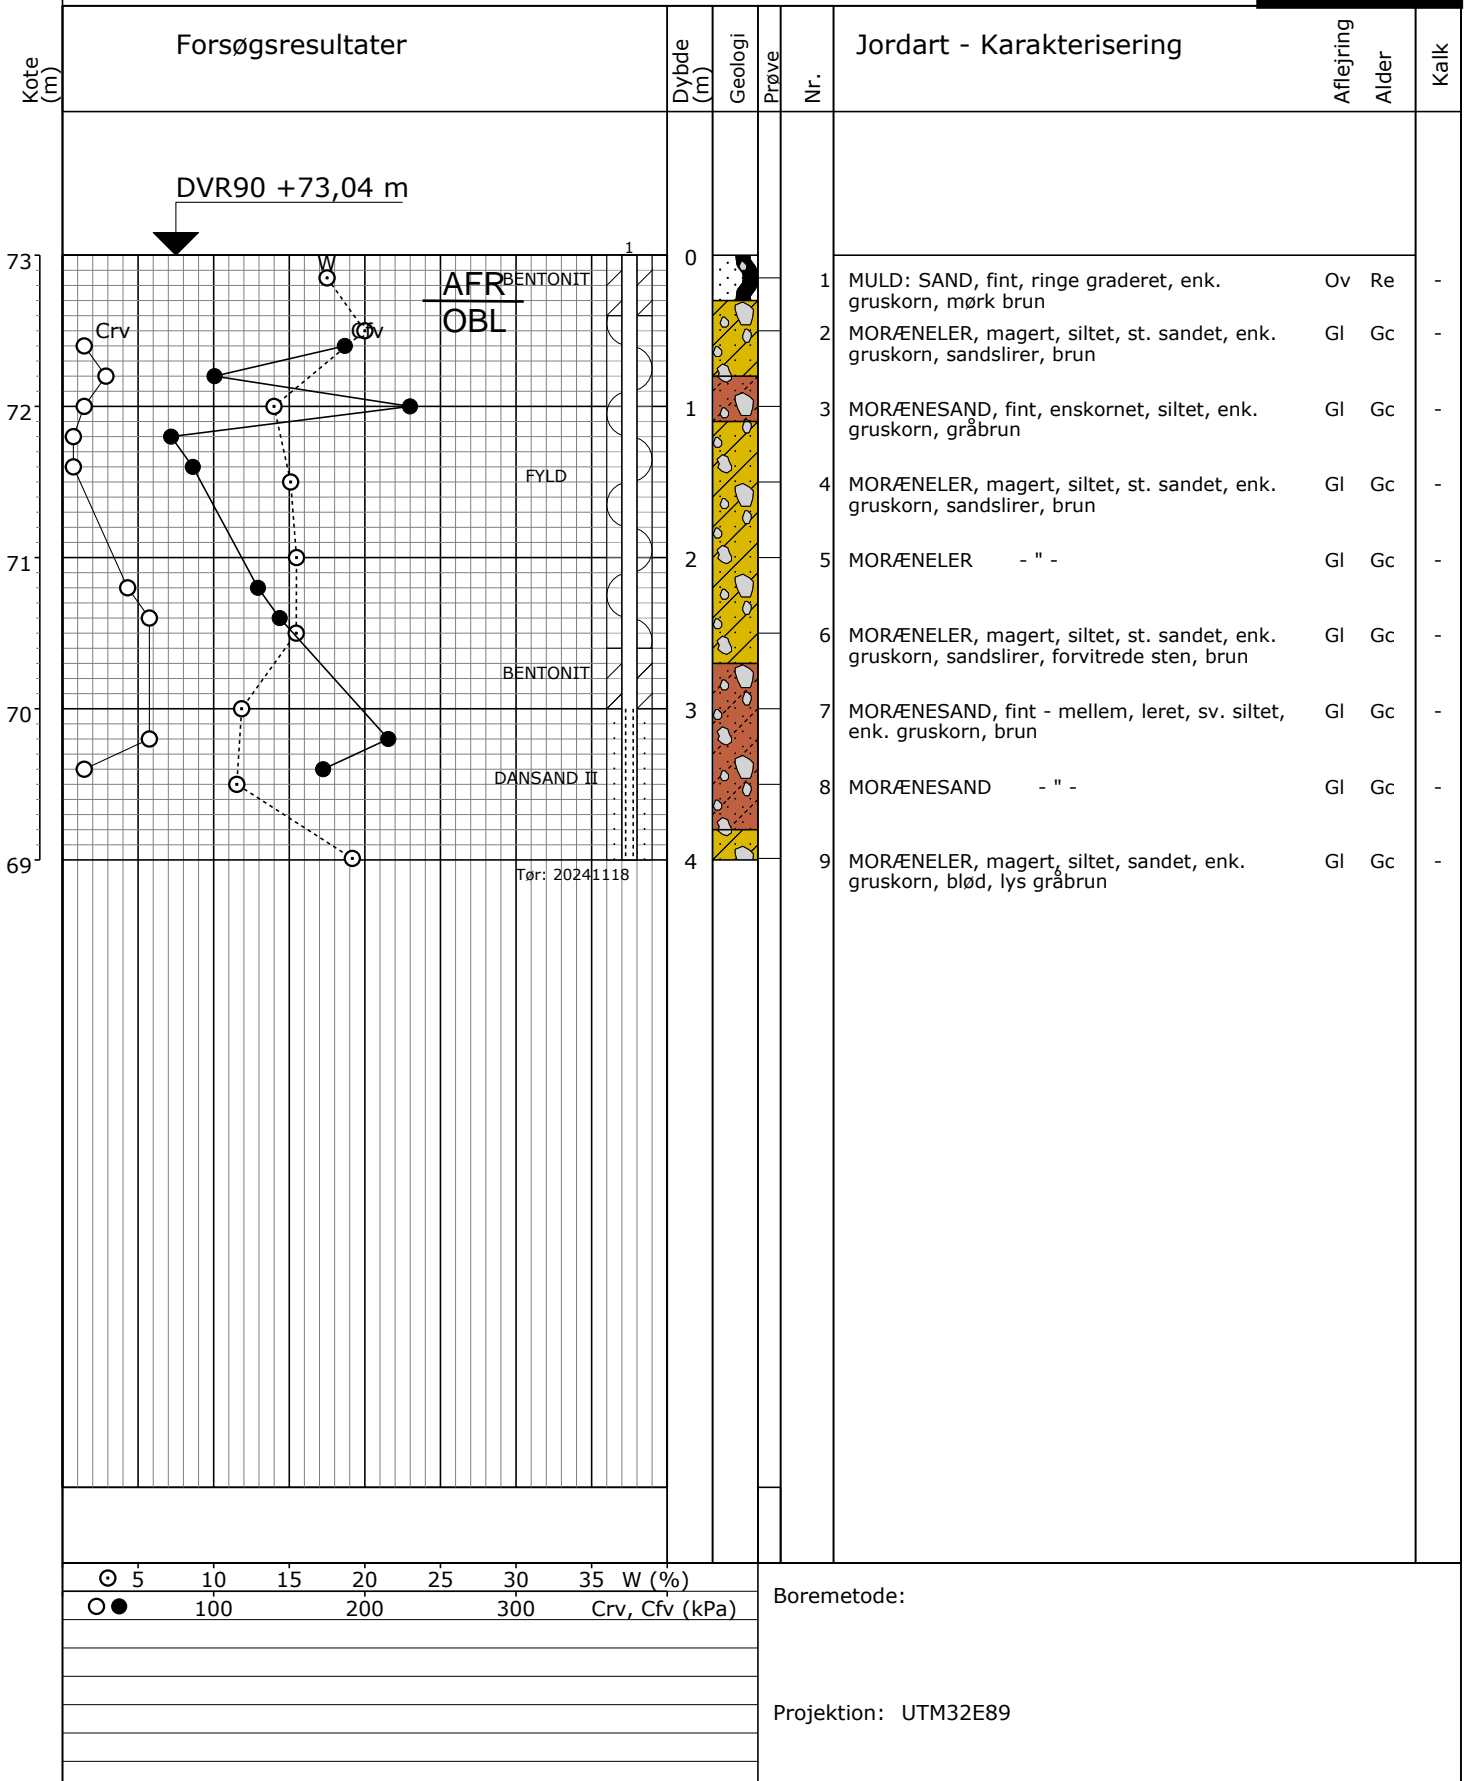 Kote
(m)
Forsøgsresultater
Dybde
(m)
Geologi
Prøve
Nr.
Jordart - Karakterisering
Aflejring
Alder
Kalk
DVR90 +73,04 m
1
73
W
AFR
BENTONIT
OBL
0
Crv
Cfv
1 MULD: SAND, fint, ringe graderet, enk.
gruskorn, mørk brun
Ov Re -
2 MORÆNELER, magert, siltet, st. sandet, enk.
gruskorn, sandslirer, brun
Gl Gc -
72
1
3 MORÆNESAND, fint, enskornet, siltet, enk.
gruskorn, gråbrun
Gl Gc -
FYLD
4 MORÆNELER, magert, siltet, st. sandet, enk.
gruskorn, sandslirer, brun
Gl Gc -
71
2
5 MORÆNELER - " -
Gl Gc -
6 MORÆNELER, magert, siltet, st. sandet, enk.
gruskorn, sandslirer, forvitrede sten, brun
Gl Gc -
BENTONIT
70
3
7 MORÆNESAND, fint - mellem, leret, sv. siltet,
enk. gruskorn, brun
Gl Gc -
DANSAND II
8 MORÆNESAND - " -
Gl Gc -
69
4
9 MORÆNELER, magert, siltet, sandet, enk.
gruskorn, blød, lys gråbrun
Gl Gc -
Tør: 20241118
5 10 15 20 25 30 35 W (%)
100 200 300 Crv, Cfv (kPa)
Boremetode:
Projektion: UTM32E89